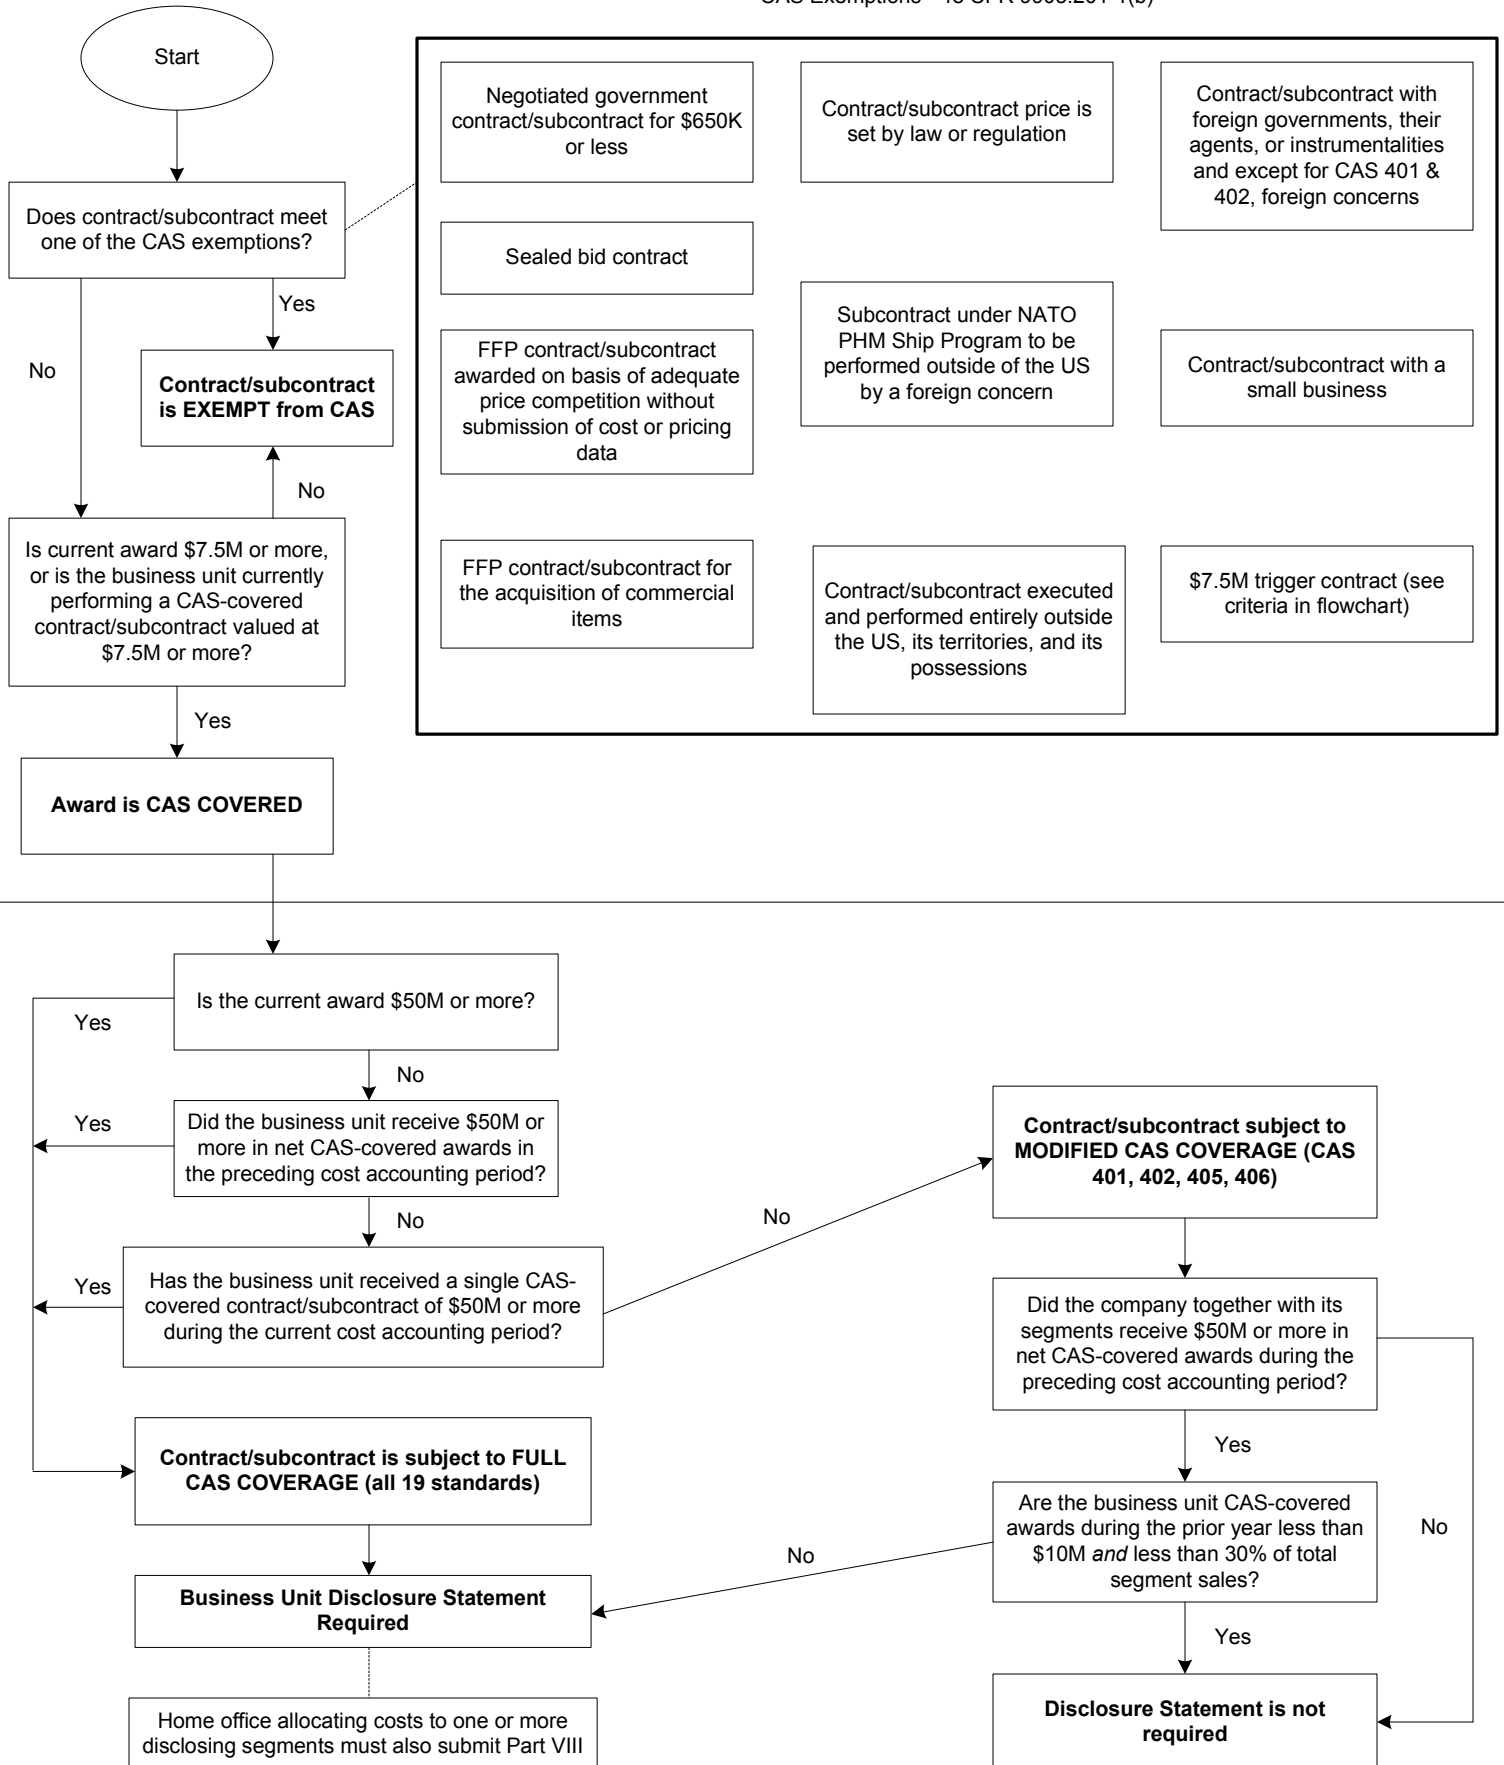 CAS Exemptions – 48 CFR 9903.201-1(b)
Start
Does contract/subcontract meet
one of the CAS exemptions?
No
Yes
Contract/subcontract
is EXEMPT from CAS
No
Is current award $7.5M or more,
or is the business unit currently
performing a CAS-covered
contract/subcontract valued at
$7.5M or more?
Yes
Award is CAS COVERED
Negotiated government
contract/subcontract for $650K
or less
Contract/subcontract price is
set by law or regulation
Contract/subcontract with
foreign governments, their
agents, or instrumentalities
and except for CAS 401 &
402, foreign concerns
Sealed bid contract
Subcontract under NATO
PHM Ship Program to be
performed outside of the US
by a foreign concern
FFP contract/subcontract
awarded on basis of adequate
price competition without
submission of cost or pricing
data
Contract/subcontract with a
small business
FFP contract/subcontract for
the acquisition of commercial
items
Contract/subcontract executed
and performed entirely outside
the US, its territories, and its
possessions
$7.5M trigger contract (see
criteria in flowchart)
Is the current award $50M or more?
Yes
No
Did the business unit receive $50M or
more in net CAS-covered awards in
the preceding cost accounting period?
Yes
No
Has the business unit received a single CAS-
covered contract/subcontract of $50M or more
during the current cost accounting period?
Yes
No
Contract/subcontract is subject to FULL
CAS COVERAGE (all 19 standards)
Business Unit Disclosure Statement
Required
Home office allocating costs to one or more
disclosing segments must also submit Part VIII
Contract/subcontract subject to
MODIFIED CAS COVERAGE (CAS
401, 402, 405, 406)
Did the company together with its
segments receive $50M or more in
net CAS-covered awards during the
preceding cost accounting period?
Yes
No
Are the business unit CAS-covered
awards during the prior year less than
$10M and less than 30% of total
segment sales?
No
Yes
Disclosure Statement is not
required